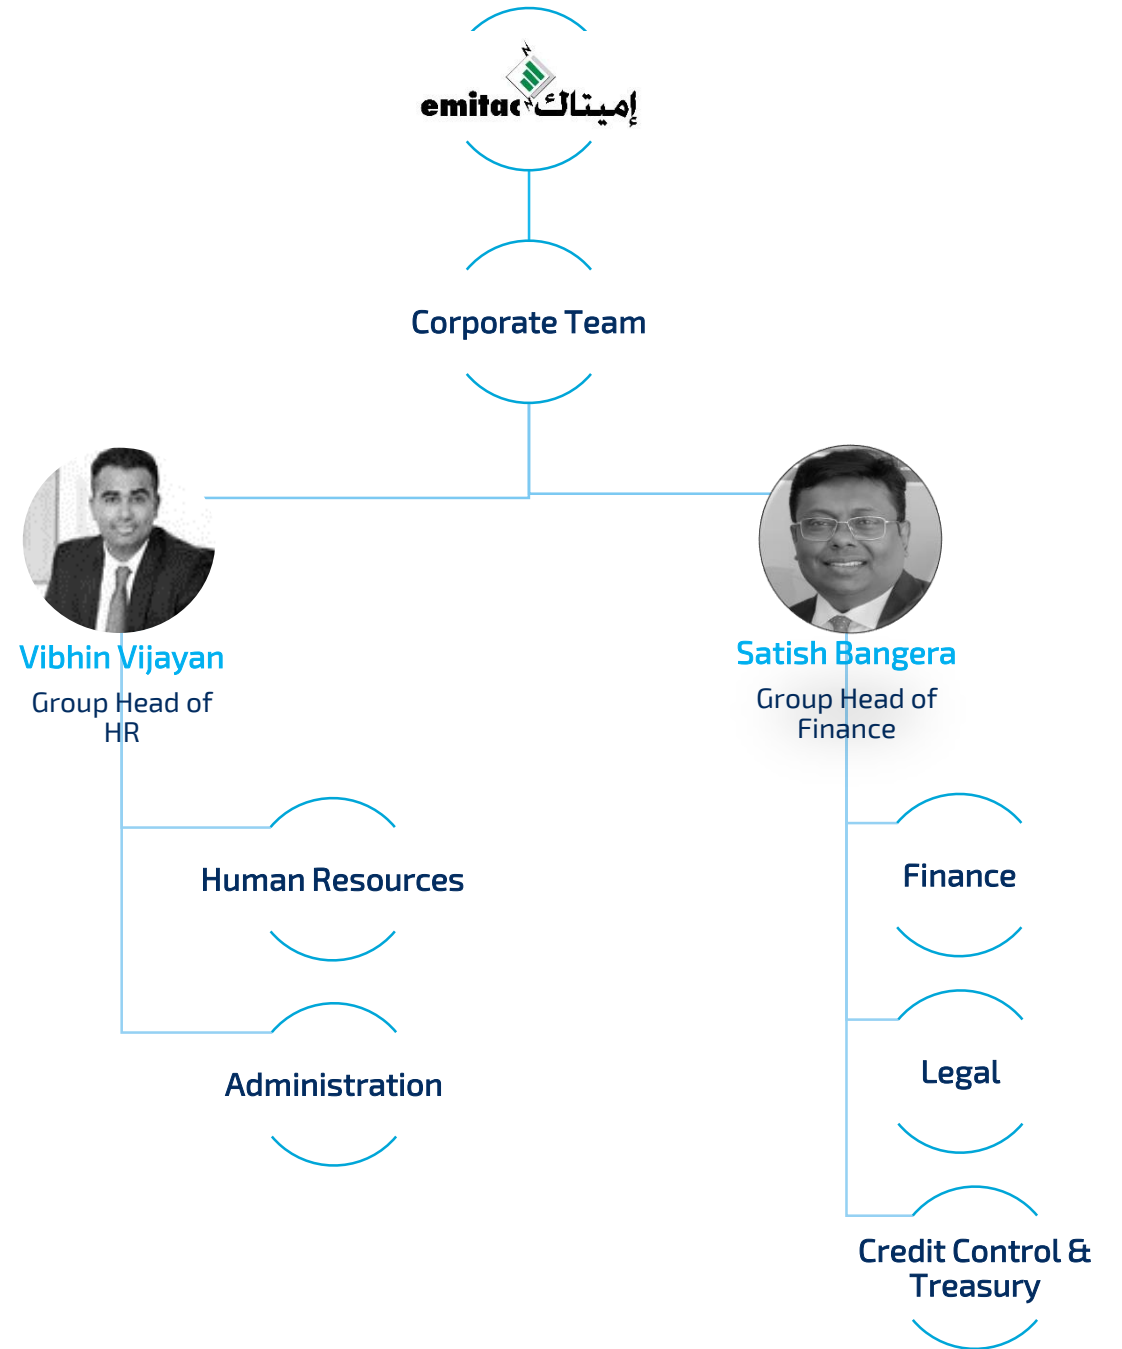 emitac إميتاك
Corporate Team
Vibhin Vijayan
Group Head of
HR
Satish Bangera
Group Head of
Finance
Human Resources
Administration
Finance
Legal
Credit Control &
Treasury